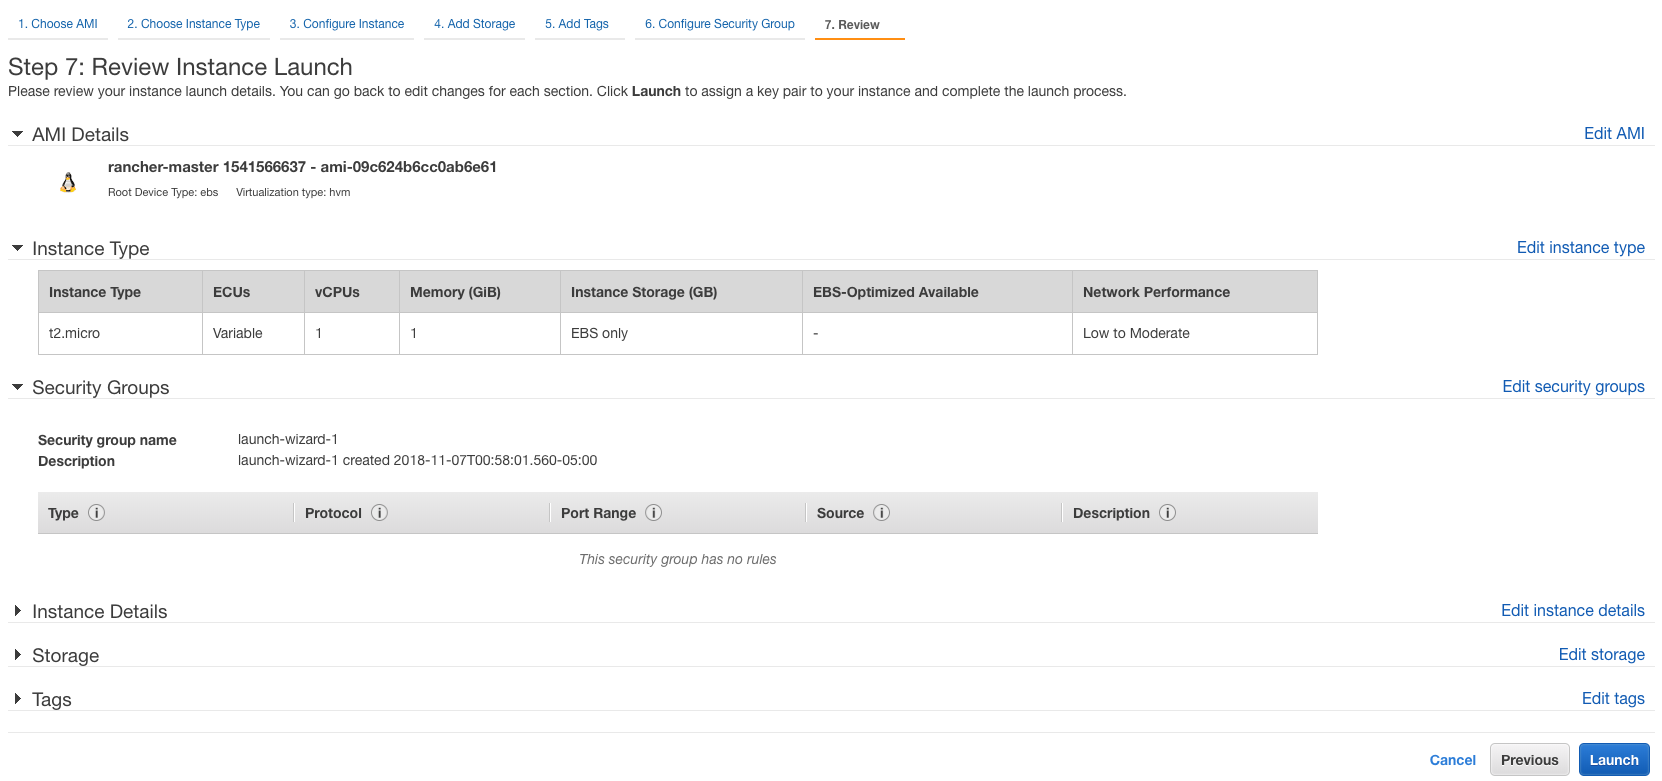 1. Choose AMI 2. Choose Instance Type 3. Configure Instance 4. Add Storage 5. Add Tags 6. Configure Security Group 7. Review
Step 7: Review Instance Launch
Please review your instance launch details. You can go back to edit changes for each section. Click Launch to assign a key pair to your instance and complete the launch process.
AMI Details Edit AMI
rancher-master 1541566637 - ami-09c624b6cc0ab6e61
Root Device Type: ebs Virtualization type: hvm
Instance Type Edit instance type
Instance Type ECUs vCPUs Memory (GiB) Instance Storage (GB) EBS-Optimized Available Network Performance
t2.micro Variable 1 1 EBS only - Low to Moderate
Security Groups Edit security groups
Security group name launch-wizard-1
Description launch-wizard-1 created 2018-11-07T00:58:01.560-05:00
Type i Protocol i Port Range i Source i Description i
This security group has no rules
Instance Details Edit instance details
Storage Edit storage
Tags Edit tags
Cancel Previous Launch